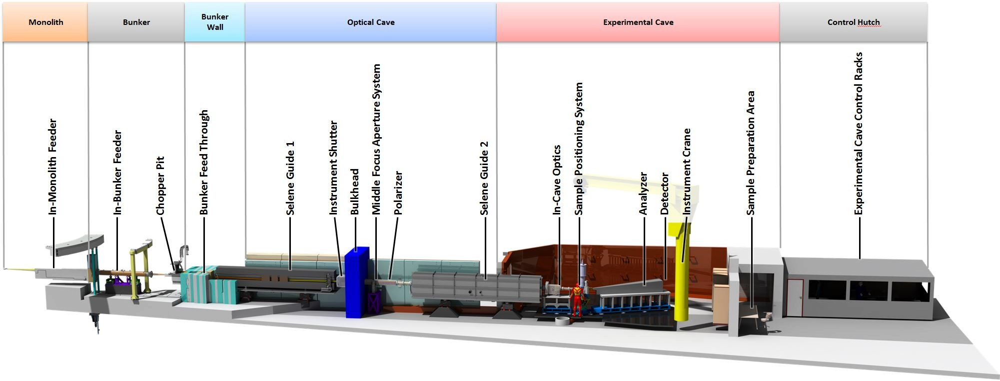 Monolith
Bunker
Bunker
Wall
Optical Cave
Experimental Cave
Control Hutch
In-Monolith Feeder
In-Bunker Feeder
Chopper Pit
Bunker Feed Through
Selene Guide 1
Instrument Shutter
Bulkhead
Middle Focus Aperture System
Polarizer
Selene Guide 2
In-Cave Optics
Sample Positioning System
Analyzer
Detector
Instrument Crane
Sample Preparation Area
Experimental Cave Control Racks